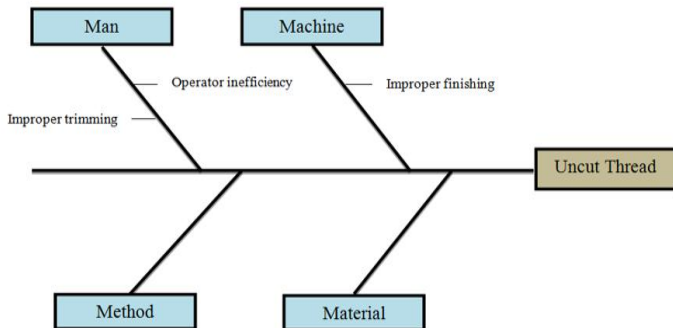 Man
Machine
Operator inefficiency
Improper finishing
Improper trimming
Uncut Thread
Method
Material